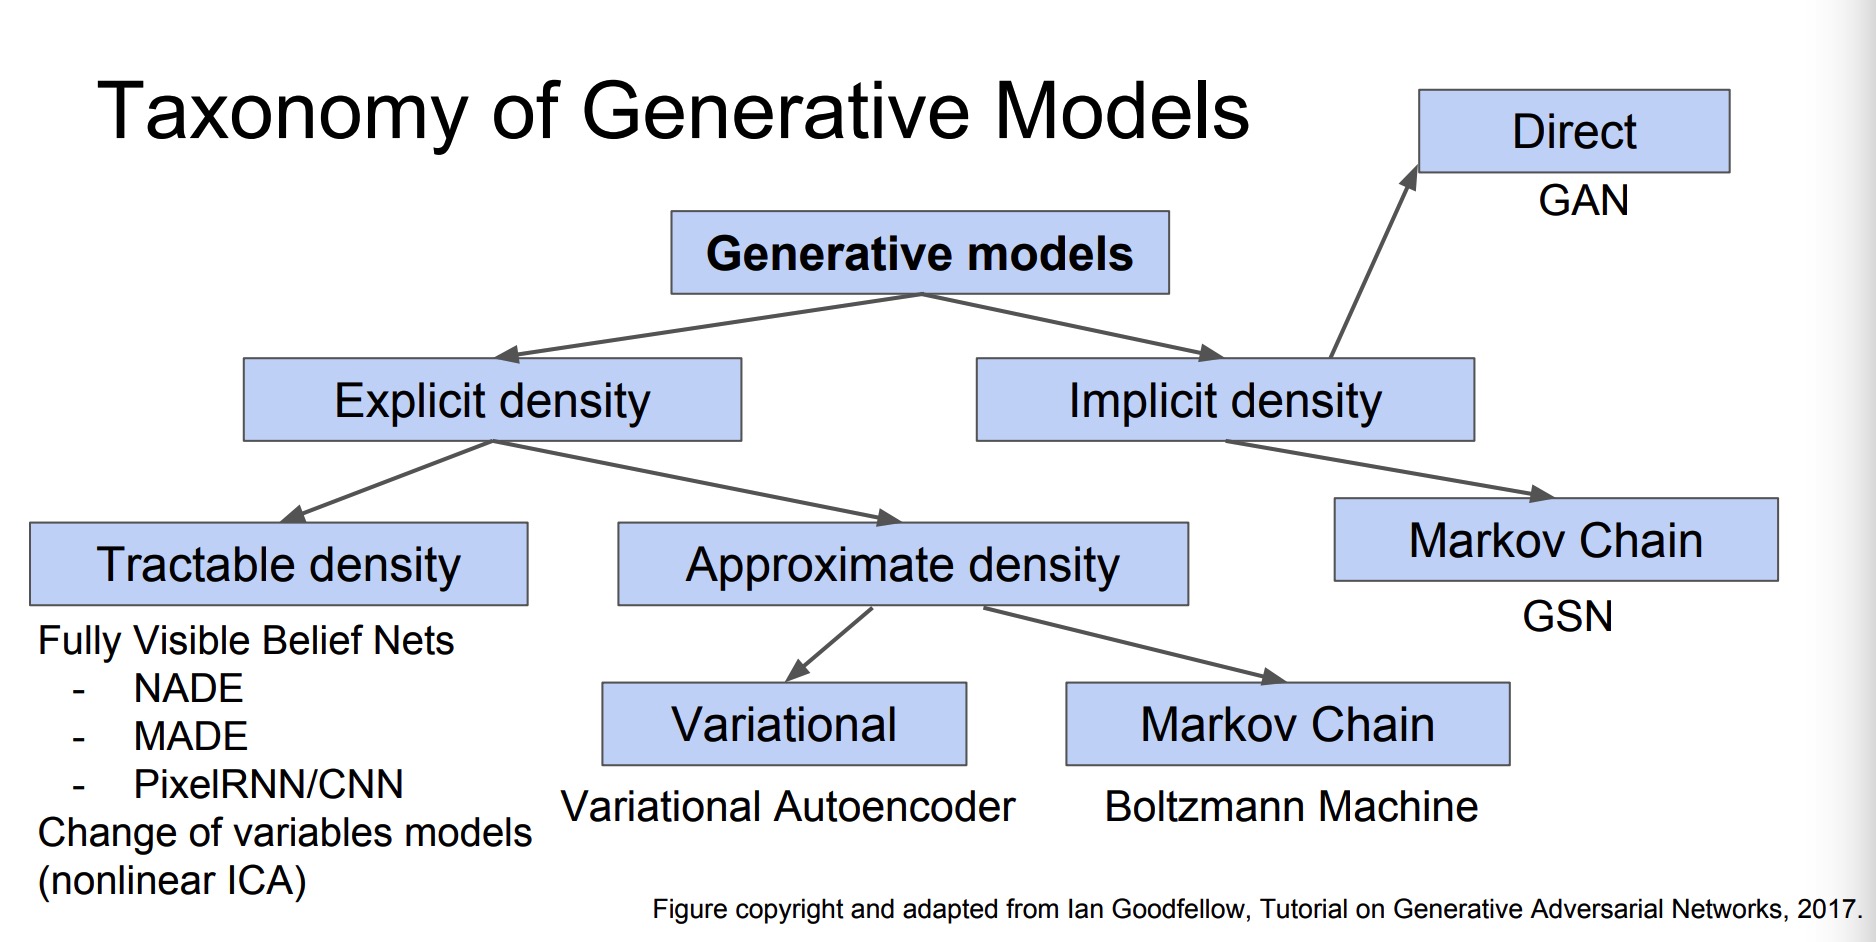 Taxonomy of Generative Models
Direct
GAN
Generative models
Explicit density
Implicit density
Tractable density
Approximate density
Markov Chain
GSN
Fully Visible Belief Nets
- NADE
- MADE
- PixelRNN/CNN
Change of variables models
(nonlinear ICA)
Variational
Variational Autoencoder
Markov Chain
Boltzmann Machine
Figure copyright and adapted from Ian Goodfellow, Tutorial on Generative Adversarial Networks, 2017.